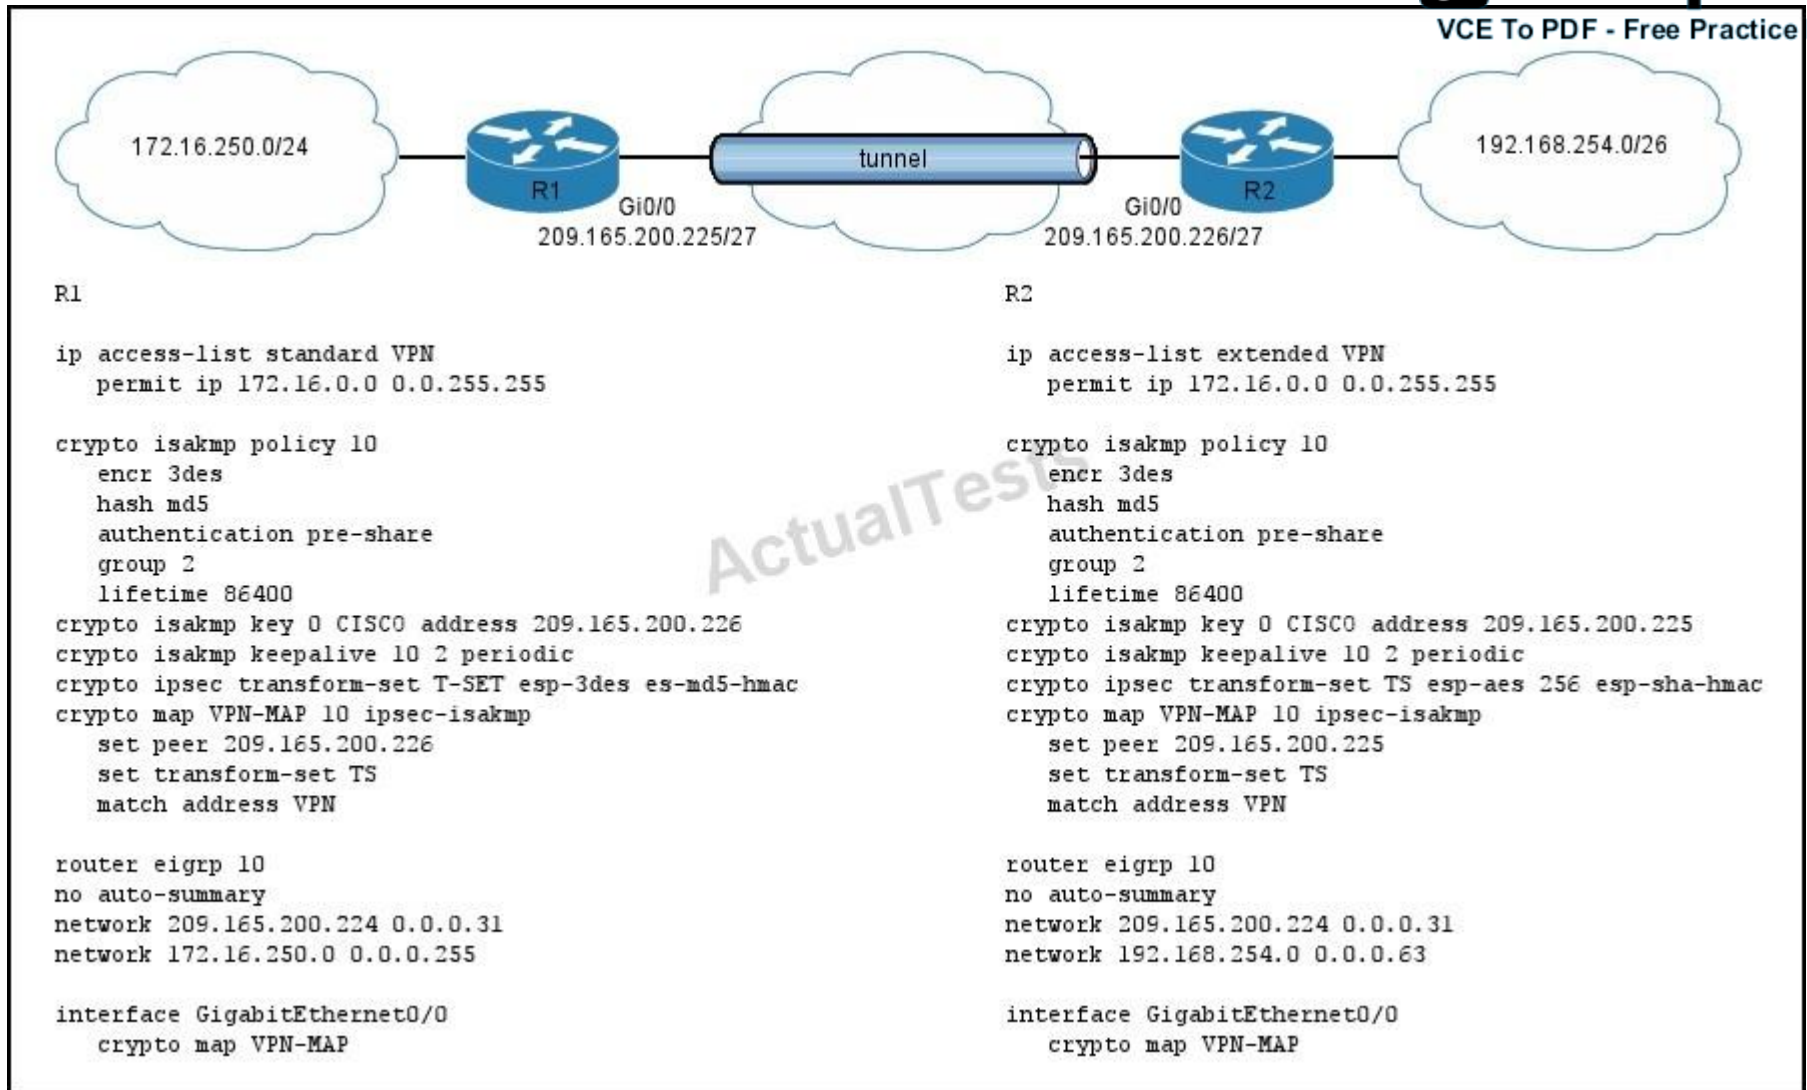 VCE To PDF - Free Practice
172.16.250.0/24
R1
Gi0/0
209.165.200.225/27
tunnel
Gi0/0
209.165.200.226/27
R2
192.168.254.0/26
R1
ip access-list standard VPN
permit ip 172.16.0.0 0.0.255.255
crypto isakmp policy 10
encr 3des
hash md5
authentication pre-share
group 2
lifetime 86400
crypto isakmp key 0 CISCO address 209.165.200.226
crypto isakmp keepalive 10 2 periodic
crypto ipsec transform-set T-SET esp-3des es-md5-hmac
crypto map VPN-MAP 10 ipsec-isakmp
set peer 209.165.200.226
set transform-set TS
match address VPN
router eigrp 10
no auto-summary
network 209.165.200.224 0.0.0.31
network 172.16.250.0 0.0.0.255
interface GigabitEthernet0/0
crypto map VPN-MAP
R2
ip access-list extended VPN
permit ip 172.16.0.0 0.0.255.255
crypto isakmp policy 10
encr 3des
hash md5
authentication pre-share
group 2
lifetime 86400
crypto isakmp key 0 CISCO address 209.165.200.225
crypto isakmp keepalive 10 2 periodic
crypto ipsec transform-set TS esp-aes 256 esp-sha-hmac
crypto map VPN-MAP 10 ipsec-isakmp
set peer 209.165.200.225
set transform-set TS
match address VPN
router eigrp 10
no auto-summary
network 209.165.200.224 0.0.0.31
network 192.168.254.0 0.0.0.63
interface GigabitEthernet0/0
crypto map VPN-MAP
ActualTests